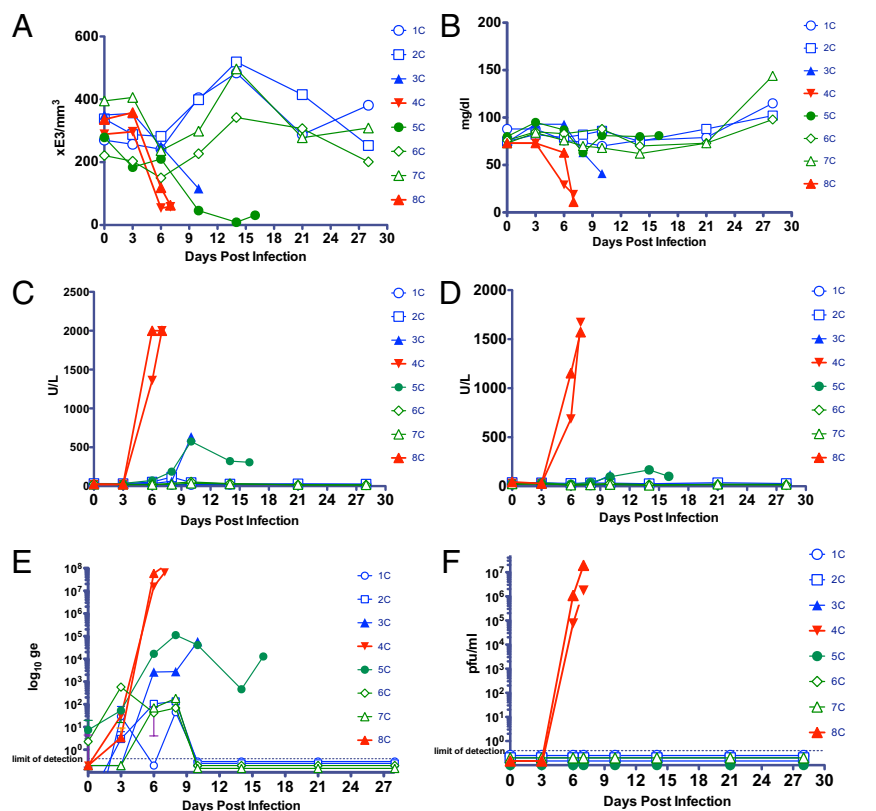 A
600
400
200
0
xE3/mm³
0 3 6 9 12 15 18 21 24 27 30
Days Post Infection
1C
2C
3C
4C
5C
6C
7C
8C
B
200
150
100
50
0
mg/dl
0 3 6 9 12 15 18 21 24 27 30
Days Post Infection
1C
2C
3C
4C
5C
6C
7C
8C
C
2500
2000
1500
1000
500
0
U/L
0 3 6 9 12 15 18 21 24 27 30
Days Post Infection
1C
2C
3C
4C
5C
6C
7C
8C
D
2000
1500
1000
500
0
U/L
0 3 6 9 12 15 18 21 24 27 30
Days Post Infection
1C
2C
3C
4C
5C
6C
7C
8C
E
10⁸
10⁷
10⁶
10⁵
10⁴
10³
10²
10¹
10⁰
log₁₀ ge
limit of detection
0 3 6 9 12 15 18 21 24 27
Days Post Infection
1C
2C
3C
4C
5C
6C
7C
8C
F
10⁷
10⁶
10⁵
10⁴
10³
10²
10¹
10⁰
pfu/ml
limit of detection
0 3 6 9 12 15 18 21 24 27 30
Days Post Infection
1C
2C
3C
4C
5C
6C
7C
8C